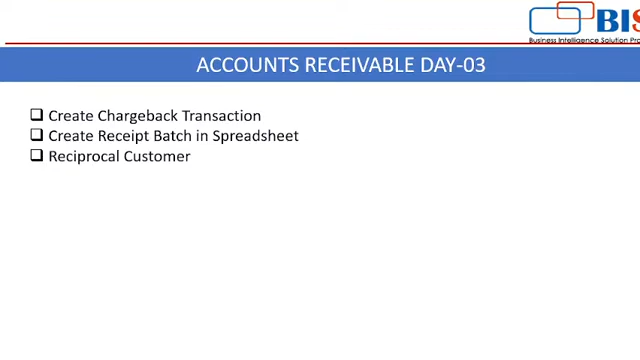 BIS
Business Intelligence Solution Pro
ACCOUNTS RECEIVABLE DAY-03
Create Chargeback Transaction
Create Receipt Batch in Spreadsheet
Reciprocal Customer